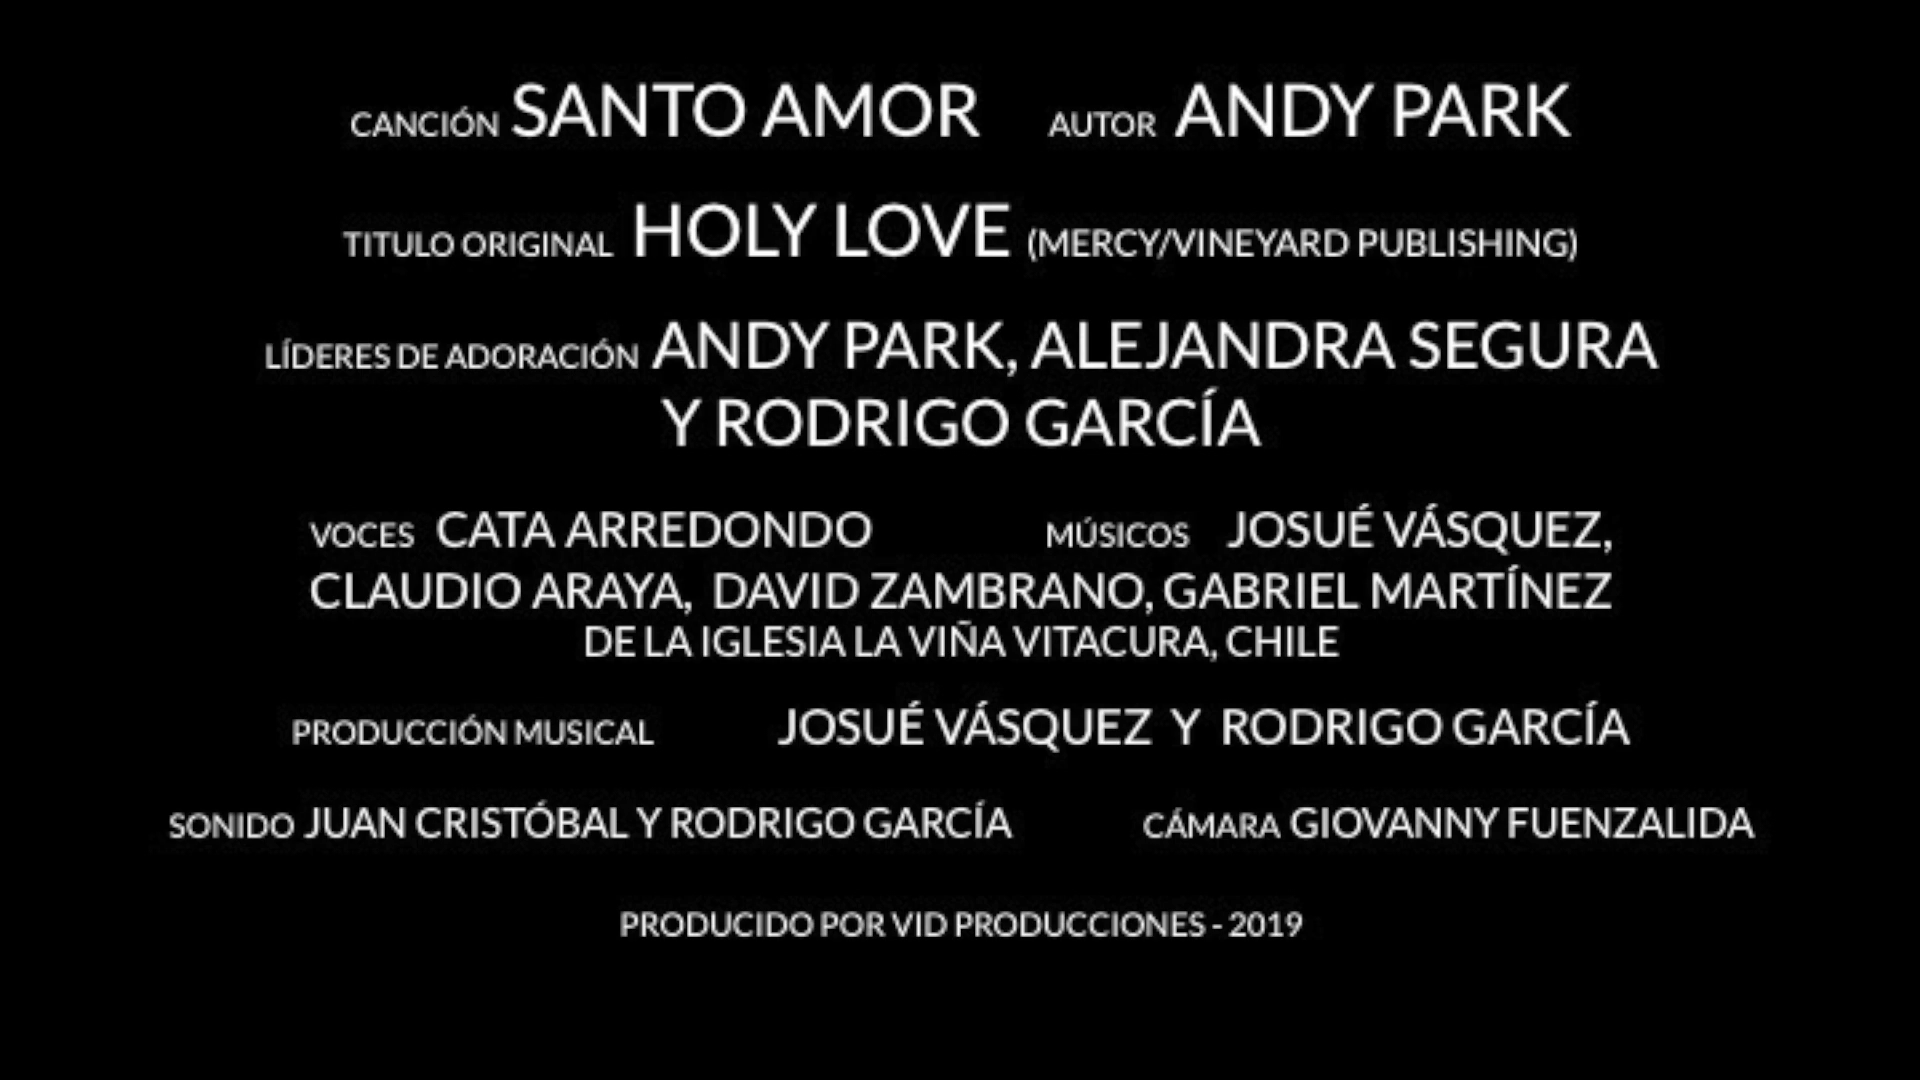 CANCIÓN SANTO AMOR AUTOR ANDY PARK
TITULO ORIGINAL HOLY LOVE (MERCY/VINEYARD PUBLISHING)
LÍDERES DE ADORACIÓN ANDY PARK, ALEJANDRA SEGURA
Y RODRIGO GARCÍA
VOCES CATA ARREDONDO MÚSICOS JOSUÉ VÁSQUEZ,
CLAUDIO ARAYA, DAVID ZAMBRANO, GABRIEL MARTÍNEZ
DE LA IGLESIA LA VIÑA VITACURA, CHILE
PRODUCCIÓN MUSICAL JOSUÉ VÁSQUEZ Y RODRIGO GARCÍA
SONIDO JUAN CRISTÓBAL Y RODRIGO GARCÍA CÁMARA GIOVANNY FUENZALIDA
PRODUCIDO POR VID PRODUCCIONES - 2019